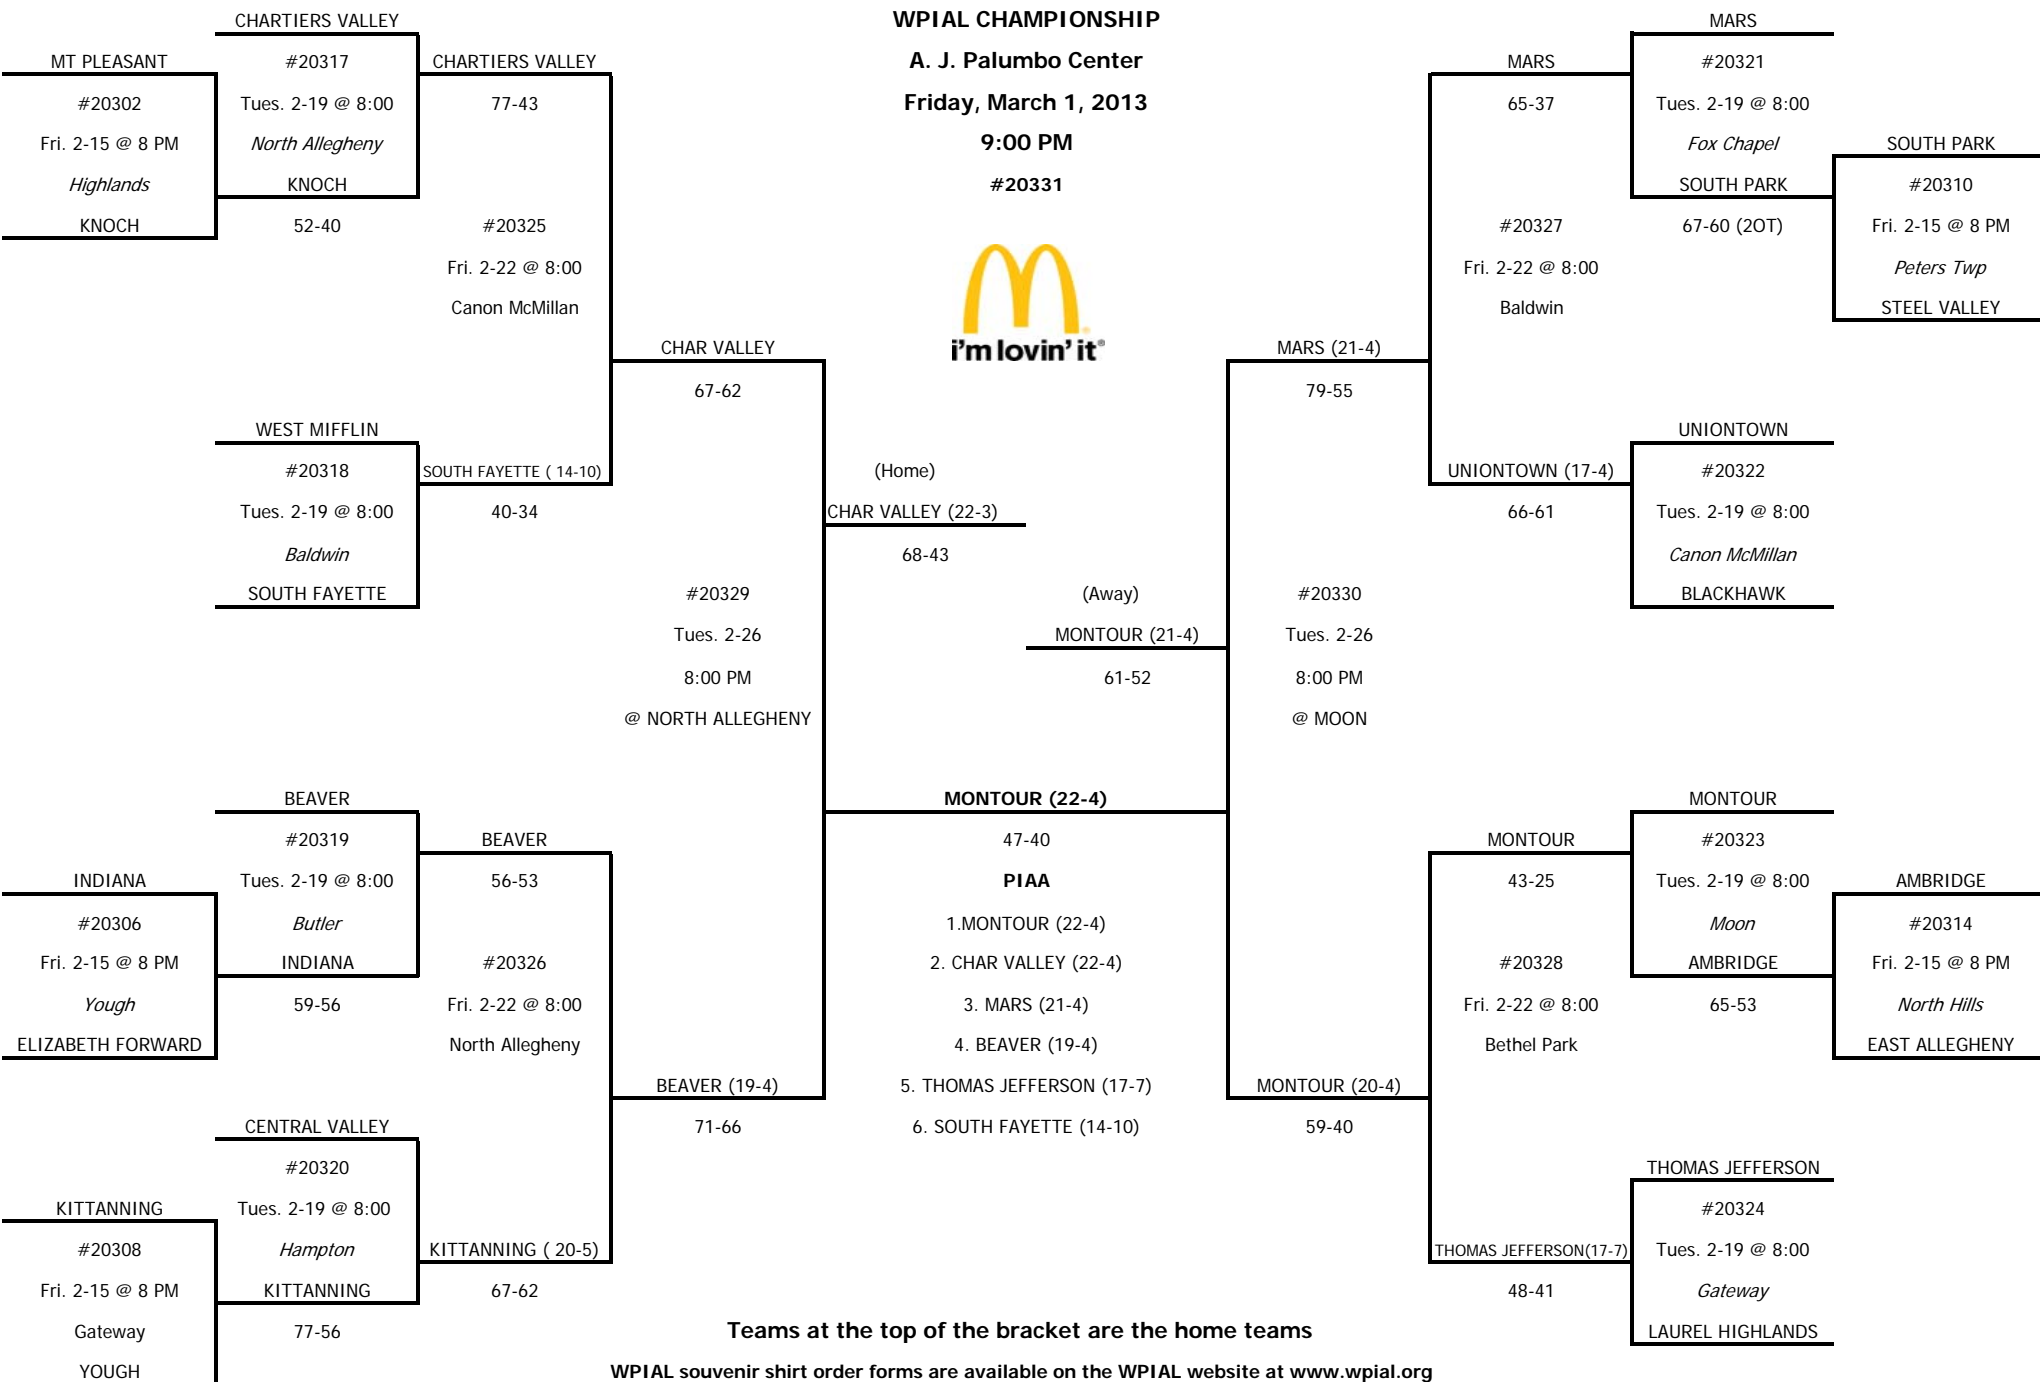 CHARTIERS VALLEY
WPIAL CHAMPIONSHIP
MARS
MT PLEASANT
#20317
CHARTIERS VALLEY
A. J. Palumbo Center
MARS
#20321
#20302
Tues. 2-19 @ 8:00
77-43
Friday, March 1, 2013
65-37
Tues. 2-19 @ 8:00
Fri. 2-15 @ 8 PM
North Allegheny
9:00 PM
Fox Chapel
SOUTH PARK
Highlands
KNOCH
#20331
SOUTH PARK
#20310
KNOCH
52-40
#20325
#20327
67-60 (2OT)
Fri. 2-15 @ 8 PM
Fri. 2-22 @ 8:00
Fri. 2-22 @ 8:00
Peters Twp
Canon McMillan
Baldwin
STEEL VALLEY
CHAR VALLEY
i'm lovin' it®
MARS (21-4)
67-62
79-55
WEST MIFFLIN
UNIONTOWN
#20318
SOUTH FAYETTE ( 14-10)
(Home)
UNIONTOWN (17-4)
#20322
Tues. 2-19 @ 8:00
40-34
CHAR VALLEY (22-3)
66-61
Tues. 2-19 @ 8:00
Baldwin
68-43
Canon McMillan
SOUTH FAYETTE
#20329
(Away)
#20330
BLACKHAWK
Tues. 2-26
MONTOUR (21-4)
Tues. 2-26
8:00 PM
61-52
8:00 PM
@ NORTH ALLEGHENY
@ MOON
BEAVER
MONTOUR (22-4)
MONTOUR
#20319
BEAVER
47-40
MONTOUR
#20323
INDIANA
Tues. 2-19 @ 8:00
56-53
PIAA
43-25
Tues. 2-19 @ 8:00
AMBRIDGE
#20306
Butler
1.MONTOUR (22-4)
Moon
#20314
Fri. 2-15 @ 8 PM
INDIANA
#20326
2. CHAR VALLEY (22-4)
#20328
AMBRIDGE
Fri. 2-15 @ 8 PM
Yough
59-56
Fri. 2-22 @ 8:00
3. MARS (21-4)
Fri. 2-22 @ 8:00
65-53
North Hills
ELIZABETH FORWARD
North Allegheny
4. BEAVER (19-4)
Bethel Park
EAST ALLEGHENY
BEAVER (19-4)
5. THOMAS JEFFERSON (17-7)
MONTOUR (20-4)
CENTRAL VALLEY
71-66
6. SOUTH FAYETTE (14-10)
59-40
#20320
THOMAS JEFFERSON
KITTANNING
Tues. 2-19 @ 8:00
#20324
#20308
Hampton
KITTANNING ( 20-5)
THOMAS JEFFERSON(17-7)
Tues. 2-19 @ 8:00
Fri. 2-15 @ 8 PM
KITTANNING
67-62
48-41
Gateway
Gateway
77-56
Teams at the top of the bracket are the home teams
LAUREL HIGHLANDS
YOUGH
WPIAL souvenir shirt order forms are available on the WPIAL website at www.wpial.org